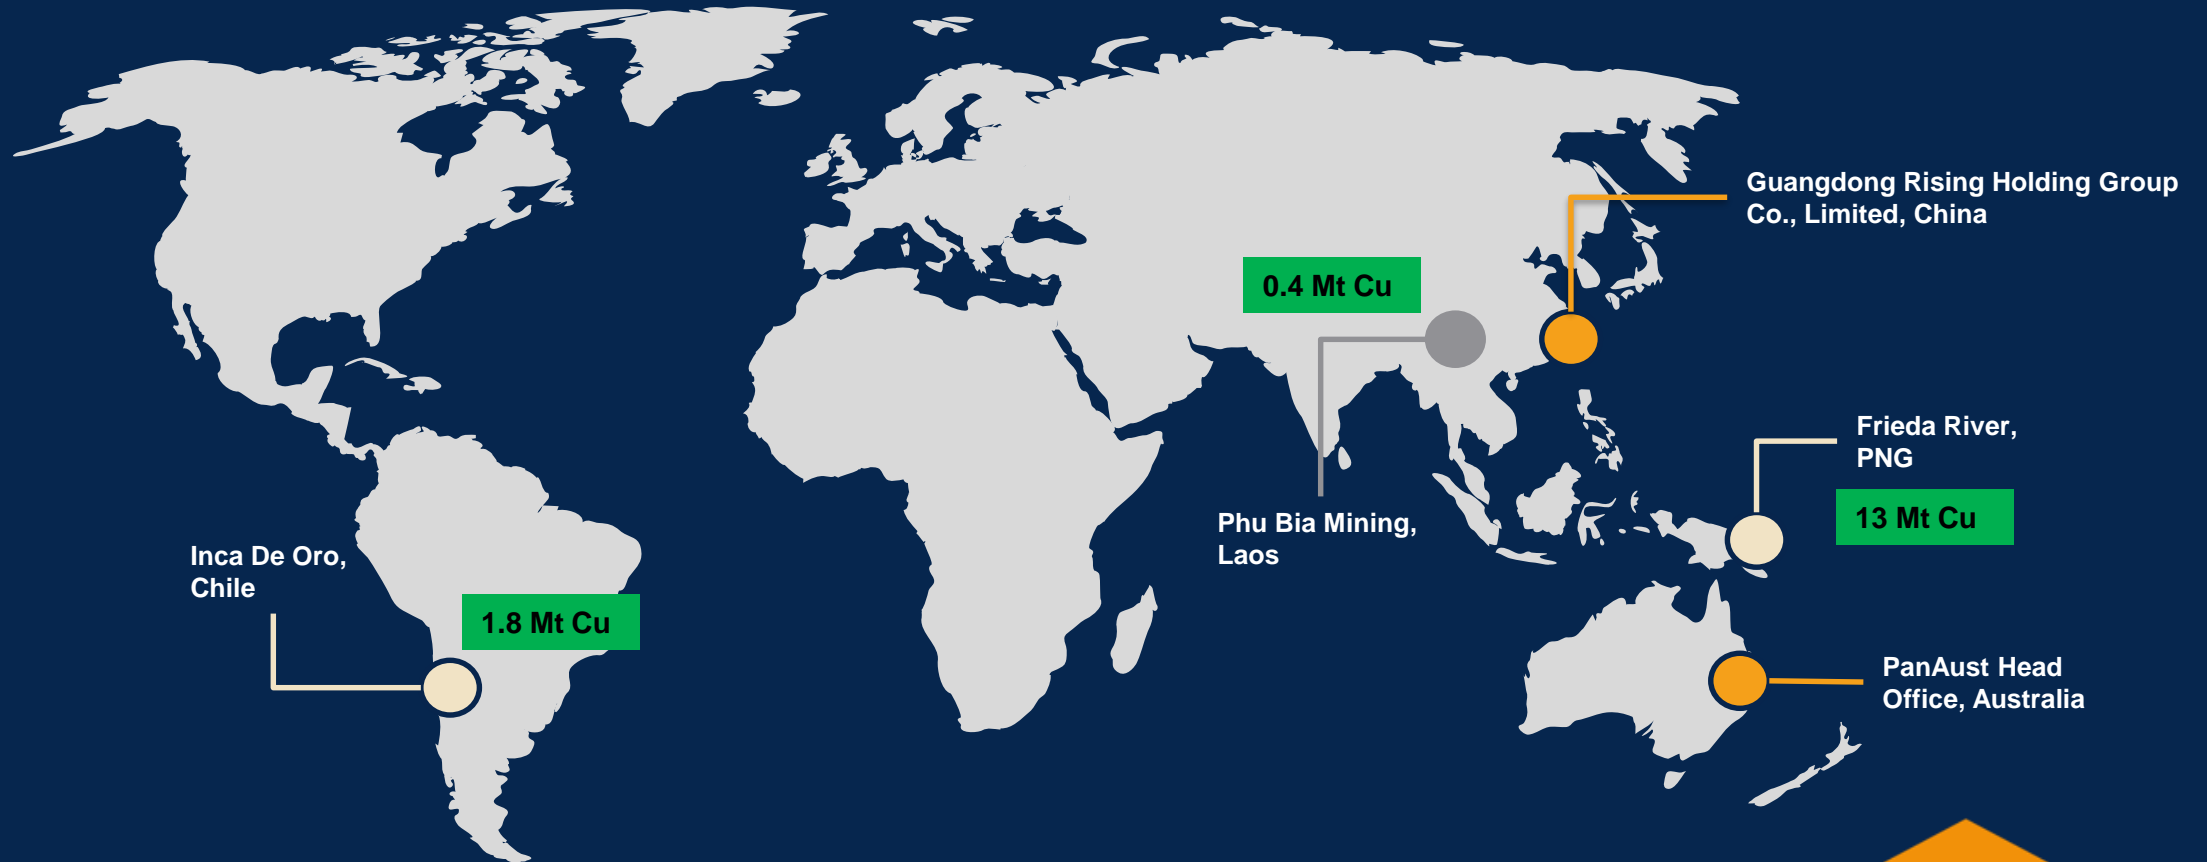 Guangdong Rising Holding Group
Co., Limited, China
0.4 Mt Cu
Frieda River,
PNG
13 Mt Cu
Phu Bia Mining,
Laos
Inca De Oro,
Chile
1.8 Mt Cu
PanAust Head
Office, Australia